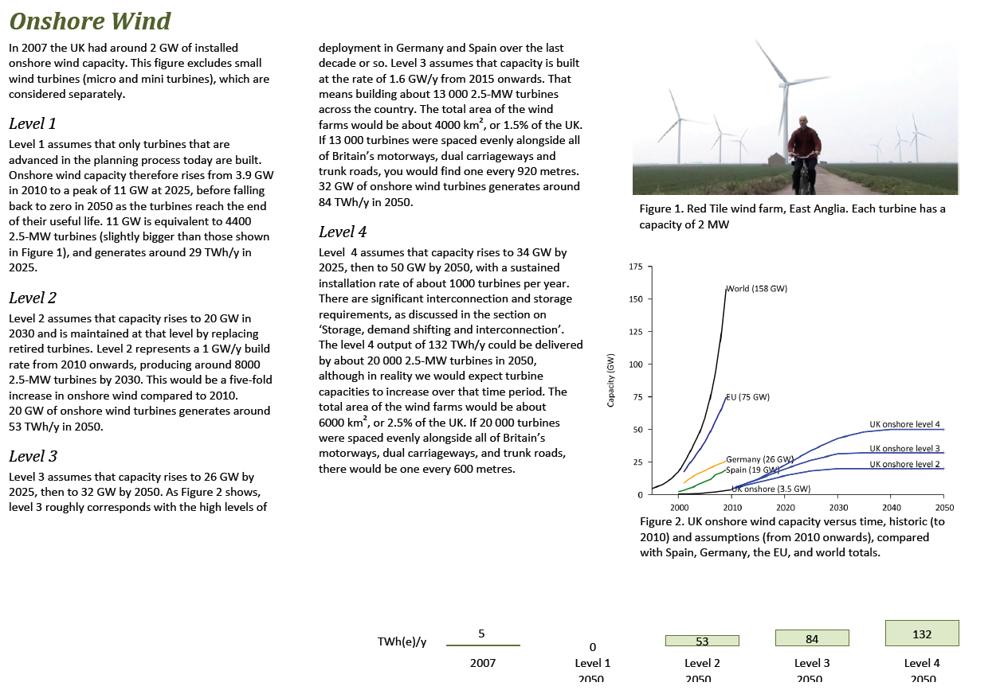 Onshore Wind
In 2007 the UK had around 2 GW of installed
onshore wind capacity. This figure excludes small
wind turbines (micro and mini turbines), which are
considered separately.
Level 1
Level 1 assumes that only turbines that are
advanced in the planning process today are built.
Onshore wind capacity therefore rises from 3.9 GW
in 2010 to a peak of 11 GW at 2025, before falling
back to zero in 2050 as the turbines reach the end
of their useful life. 11 GW is equivalent to 4400
2.5-MW turbines (slightly bigger than those shown
in Figure 1), and generates around 29 TWh/y in
2025.
Level 2
Level 2 assumes that capacity rises to 20 GW in
2030 and is maintained at that level by replacing
retired turbines. Level 2 represents a 1 GW/y build
rate from 2010 onwards, producing around 8000
2.5-MW turbines by 2030. This would be a five-fold
increase in onshore wind compared to 2010.
20 GW of onshore wind turbines generates around
53 TWh/y in 2050.
Level 3
Level 3 assumes that capacity rises to 26 GW by
2025, then to 32 GW by 2050. As Figure 2 shows,
level 3 roughly corresponds with the high levels of
deployment in Germany and Spain over the last
decade or so. Level 3 assumes that capacity is built
at the rate of 1.6 GW/y from 2015 onwards. That
means building about 13 000 2.5-MW turbines
across the country. The total area of the wind
farms would be about 4000 km², or 1.5% of the UK.
If 13 000 turbines were spaced evenly alongside all
of Britain's motorways, dual carriageways and
trunk roads, you would find one every 920 metres.
32 GW of onshore wind turbines generates around
84 TWh/y in 2050.
Level 4
Level  4 assumes that capacity rises to 34 GW by
2025, then to 50 GW by 2050, with a sustained
installation rate of about 1000 turbines per year.
There are significant interconnection and storage
requirements, as discussed in the section on
‘Storage, demand shifting and interconnection’.
The level 4 output of 132 TWh/y could be delivered
by about 20 000 2.5-MW turbines in 2050,
although in reality we would expect turbine
capacities to increase over that time period. The
total area of the wind farms would be about
6000 km², or 2.5% of the UK. If 20 000 turbines
were spaced evenly alongside all of Britain's
motorways, dual carriageways, and trunk roads,
there would be one every 600 metres.
Figure 1. Red Tile wind farm, East Anglia. Each turbine has a
capacity of 2 MW
Capacity (GW)
175
150
125
100
75
50
25
0
World (158 GW)
EU (75 GW)
Germany (26 GW)
Spain (19 GW)
UK onshore (3.5 GW)
UK onshore level 4
UK onshore level 3
UK onshore level 2
2000 2010 2020 2030 2040 2050
Figure 2. UK onshore wind capacity versus time, historic (to
2010) and assumptions (from 2010 onwards), compared
with Spain, Germany, the EU, and world totals.
TWh(e)/y
5 0 53 84 132
2007 Level 1 Level 2 Level 3 Level 4
2050 2050 2050 2050